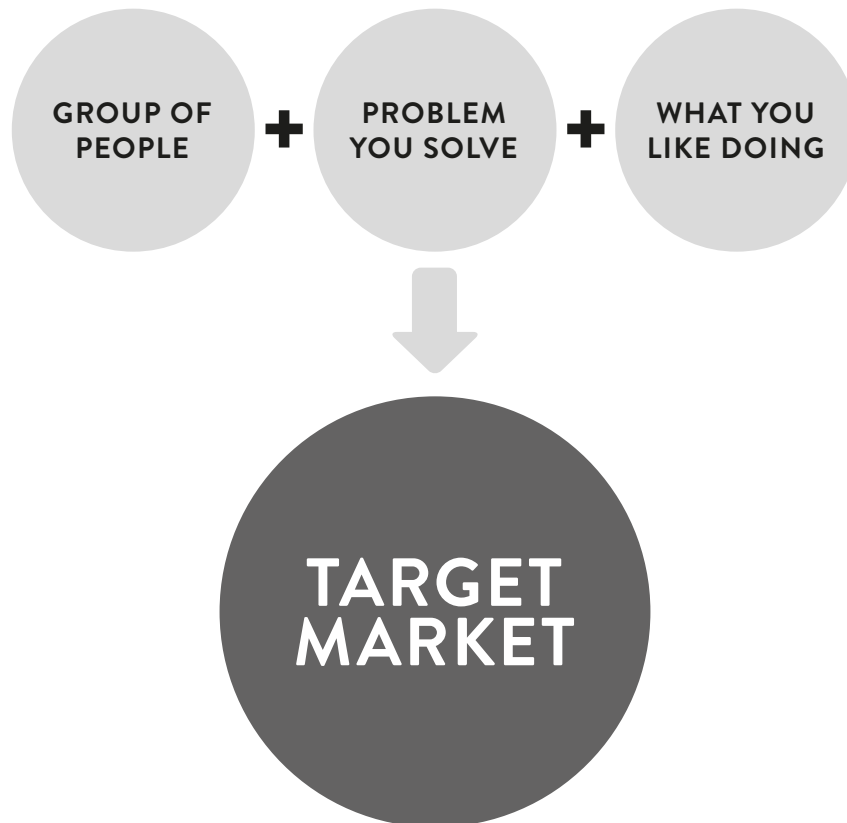 GROUP OF
PEOPLE
+
PROBLEM
YOU SOLVE
+
WHAT YOU
LIKE DOING
TARGET
MARKET